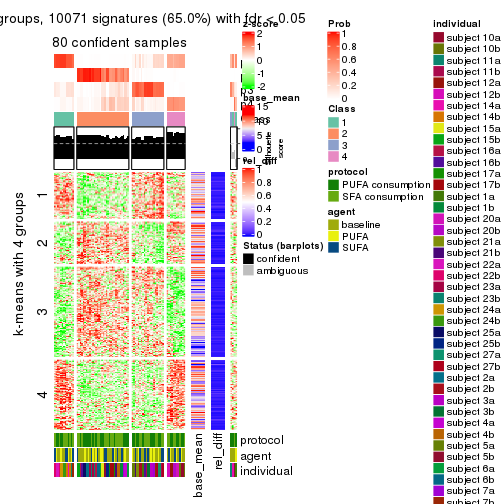 groups, 10071 signatures (65.0%) with fdr < 0.05
80 confident samples
k-means with 4 groups
1
2
3
4
base_mean
rel_diff
protocol
agent
individual
z-score
2
1
0
-1
-2
base_mean
15
10
5
0
silhouette
score
rel_diff
1
0.8
0.6
0.4
0.2
0
Status (barplots)
confident
ambiguous
Prob
1
0.8
0.6
0.4
0.2
0
Class
1
2
3
4
protocol
PUFA consumption
SFA consumption
agent
baseline
PUFA
SUFA
individual
subject 10a
subject 10b
subject 11a
subject 11b
subject 12a
subject 12b
subject 14a
subject 14b
subject 15a
subject 15b
subject 16a
subject 16b
subject 17a
subject 17b
subject 1a
subject 1b
subject 20a
subject 20b
subject 21a
subject 21b
subject 22a
subject 22b
subject 23a
subject 23b
subject 24a
subject 24b
subject 25a
subject 25b
subject 27a
subject 27b
subject 2a
subject 2b
subject 3a
subject 3b
subject 4a
subject 4b
subject 5a
subject 5b
subject 6a
subject 6b
subject 7a
subject 7b